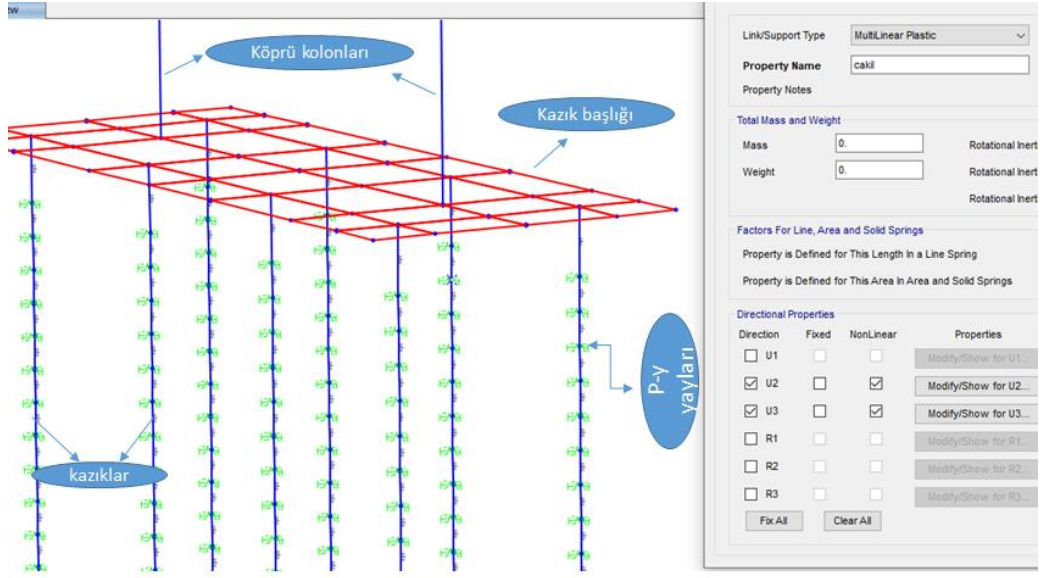 Köprü kolonları
Kazık başlığı
P-y
yayları
kazıklar
Link/Support Type
MultiLinear Plastic
Property Name
cakil
Property Notes
Total Mass and Weight
Mass
0.
Rotational Inert
Weight
0.
Rotational Inert
Rotational Inert
Factors For Line, Area and Solid Springs
Property is Defined for This Length In a Line Spring
Property is Defined for This Area In Area and Solid Springs
Directional Properties
Direction Fixed NonLinear Properties
U1 Modify/Show for U1...
U2 Modify/Show for U2...
U3 Modify/Show for U3...
R1 Modify/Show for R1...
R2 Modify/Show for R2...
R3 Modify/Show for R3...
Fix All Clear All